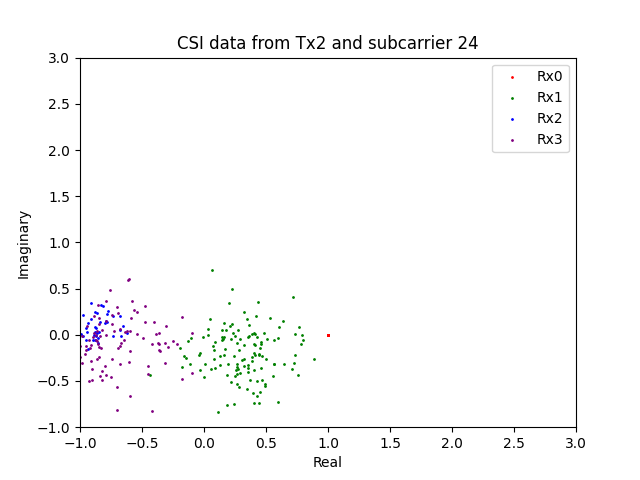 CSI data from Tx2 and subcarrier 24
3.0
2.5
2.0
1.5
1.0
0.5
0.0
−0.5
−1.0
Imaginary
Rx0
Rx1
Rx2
Rx3
−1.0 −0.5 0.0 0.5 1.0 1.5 2.0 2.5 3.0
Real